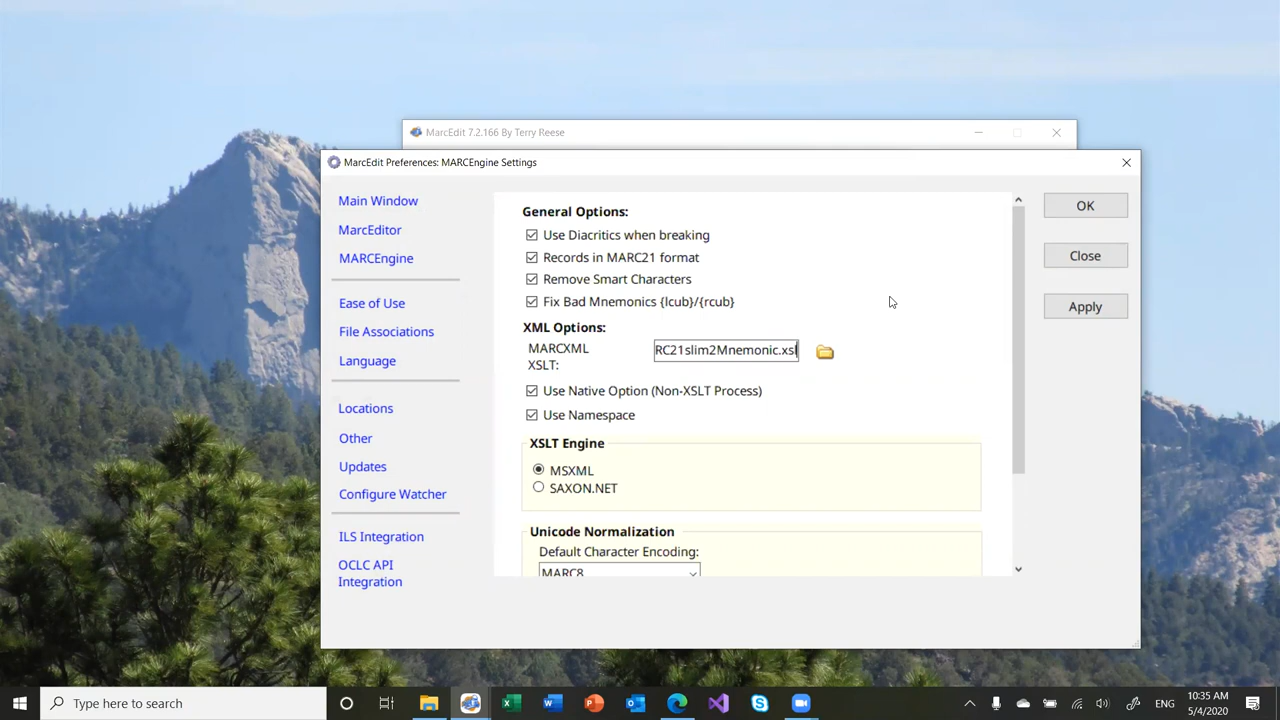 MarcEdit 7.2.166 By Terry Reese
MarcEdit Preferences: MARCEngine Settings
Main Window
MarcEditor
MARCEngine
Ease of Use
File Associations
Language
Locations
Other
Updates
Configure Watcher
ILS Integration
OCLC API
Integration
General Options:
Use Diacritics when breaking
Records in MARC21 format
Remove Smart Characters
Fix Bad Mnemonics {lcub}/{rcub}
XML Options:
MARCXML
XSLT:
RC21slim2Mnemonic.xsl
Use Native Option (Non-XSLT Process)
Use Namespace
XSLT Engine
MSXML
SAXON.NET
Unicode Normalization
Default Character Encoding:
MARC8
OK
Close
Apply
Type here to search
ENG
10:35 AM
5/4/2020